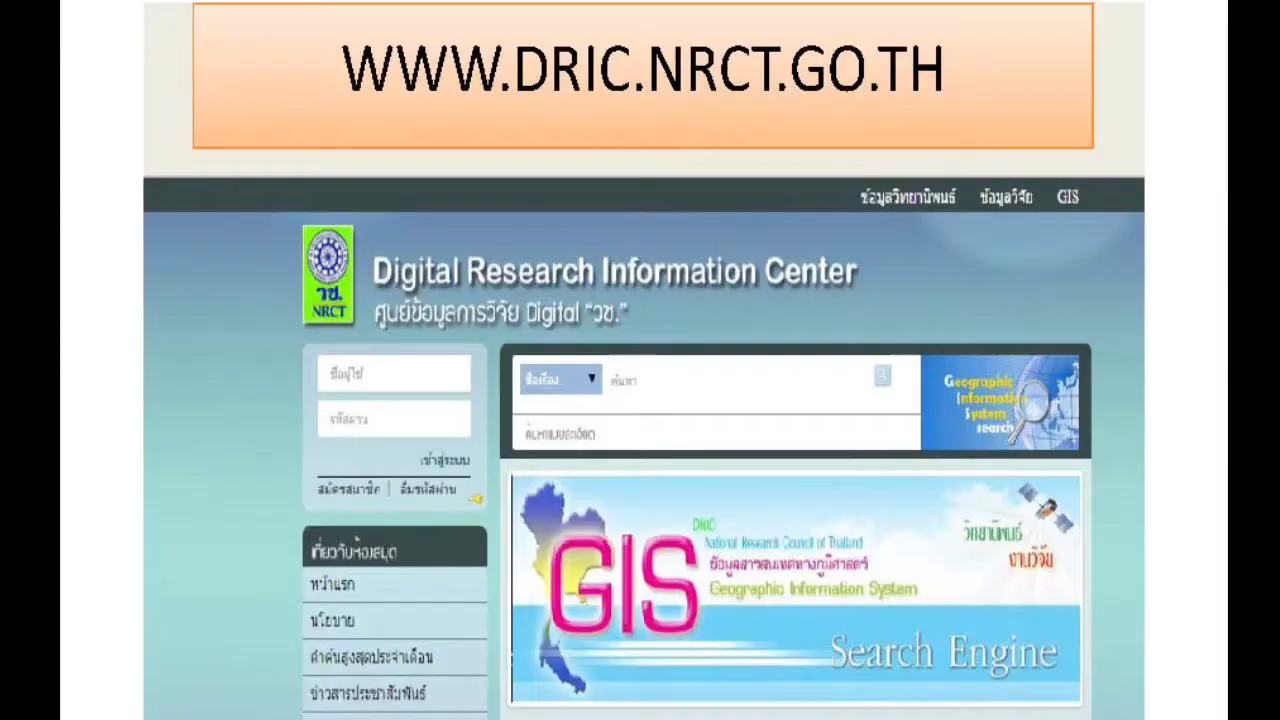 WWW.DRIC.NRCT.GO.TH
ข้อมูลวิทยานิพนธ์ ข้อมูลวิจัย GIS
วช.
NRCT
Digital Research Information Center
ศูนย์ข้อมูลการวิจัย Digital "วช."
ชื่อผู้ใช้
รหัสผ่าน
เข้าสู่ระบบ
สมัครสมาชิก | ลืมรหัสผ่าน
ชื่อเรื่อง ค้นหา
ค้นหาแบบละเอียด
Geographic
Information
System
search
เกี่ยวกับห้องสมุด
หน้าแรก
นโยบาย
คำค้นสูงสุดประจำเดือน
ข่าวสารประชาสัมพันธ์
GIS
DRIC
National Research Council of Thailand
ข้อมูลสารสนเทศทางภูมิศาสตร์
Geographic Information System
วิทยานิพนธ์
งานวิจัย
Search Engine